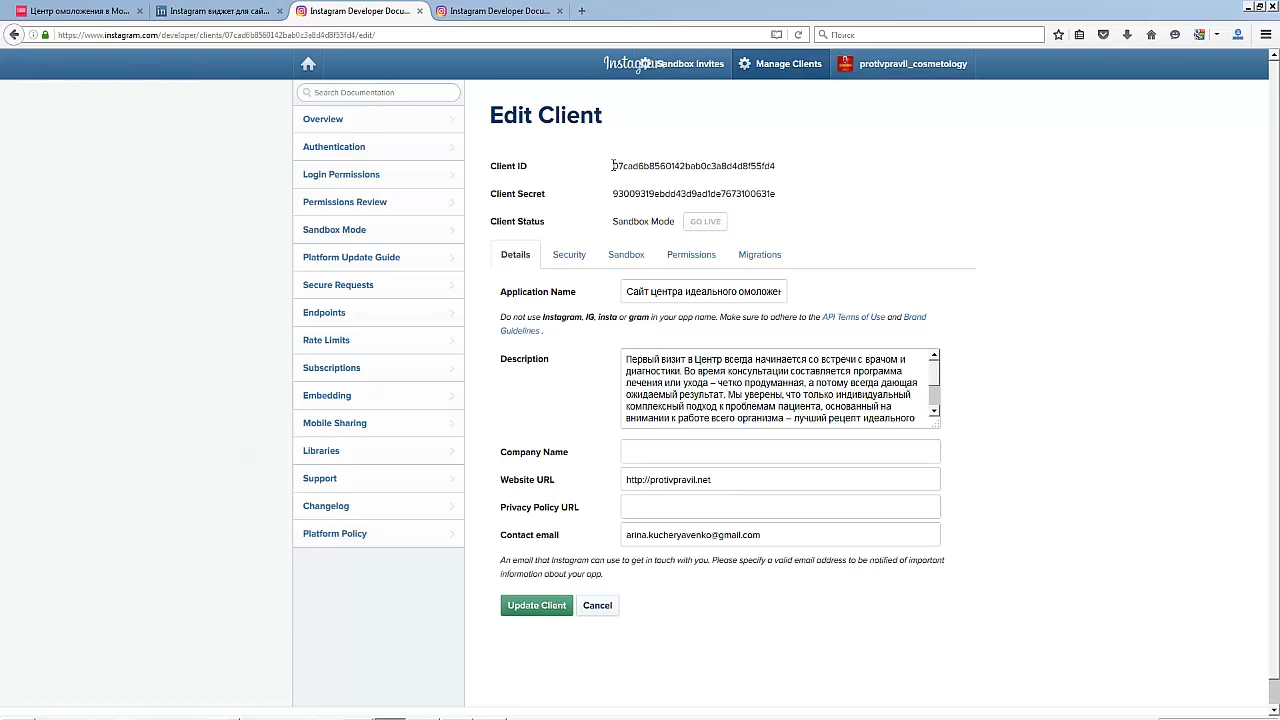 Центр омоложения в Мо...
Instagram виджет для сай...
Instagram Developer Docu...
Instagram Developer Docu...
https://www.instagram.com/developer/clients/07cad6b8560142bab0c3a8d4d8f55fd4/edit/
Поиск
Instagram
Sandbox Invites
Manage Clients
protivpravil_cosmetology
Search Documentation
Overview
Authentication
Login Permissions
Permissions Review
Sandbox Mode
Platform Update Guide
Secure Requests
Endpoints
Rate Limits
Subscriptions
Embedding
Mobile Sharing
Libraries
Support
Changelog
Platform Policy
Edit Client
Client ID 07cad6b8560142bab0c3a8d4d8f55fd4
Client Secret 93009319ebdd43d9ad1de7673100631e
Client Status Sandbox Mode GO LIVE
Details Security Sandbox Permissions Migrations
Application Name Сайт центра идеального омоложен
Do not use Instagram, IG, insta or gram in your app name. Make sure to adhere to the API Terms of Use and Brand
Guidelines .
Description
Первый визит в Центр всегда начинается со встречи с врачом и
диагностики. Во время консультации составляется программа
лечения или ухода – четко продуманная, а потому всегда дающая
ожидаемый результат. Мы уверены, что только индивидуальный
комплексный подход к проблемам пациента, основанный на
внимании к работе всего организма – лучший рецепт идеального
Company Name
Website URL http://protivpravil.net
Privacy Policy URL
Contact email arina.kucheryavenko@gmail.com
An email that Instagram can use to get in touch with you. Please specify a valid email address to be notified of important
information about your app.
Update Client Cancel